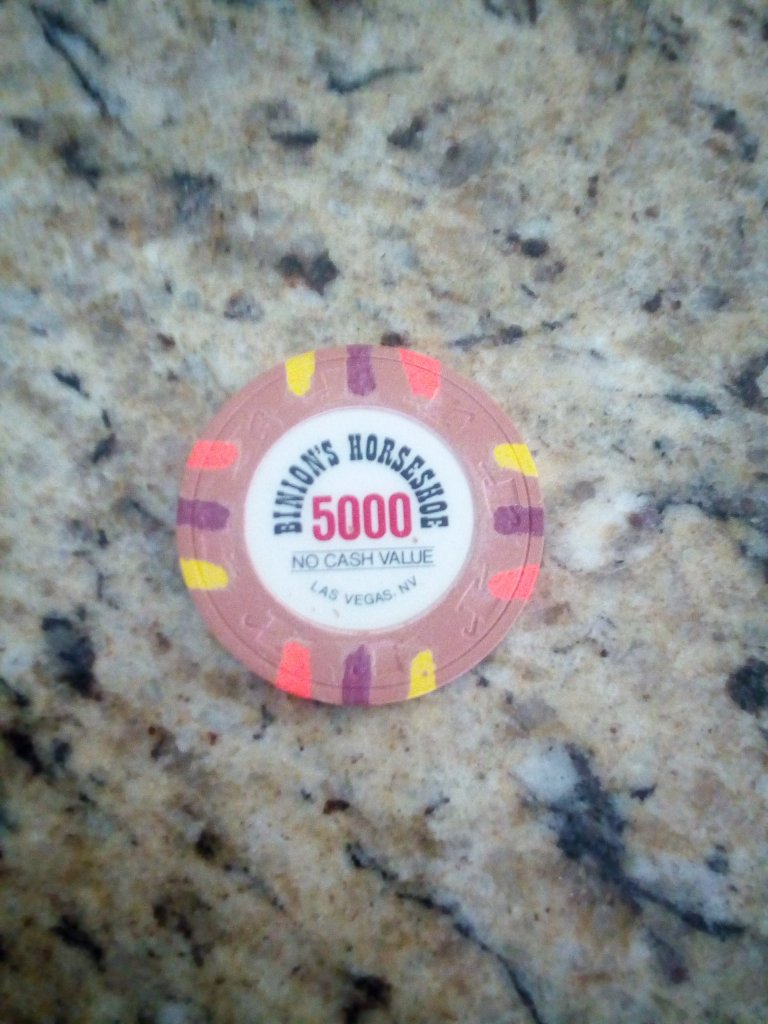 BINION'S HORSESHOE
5000
NO CASH VALUE
LAS VEGAS, NV